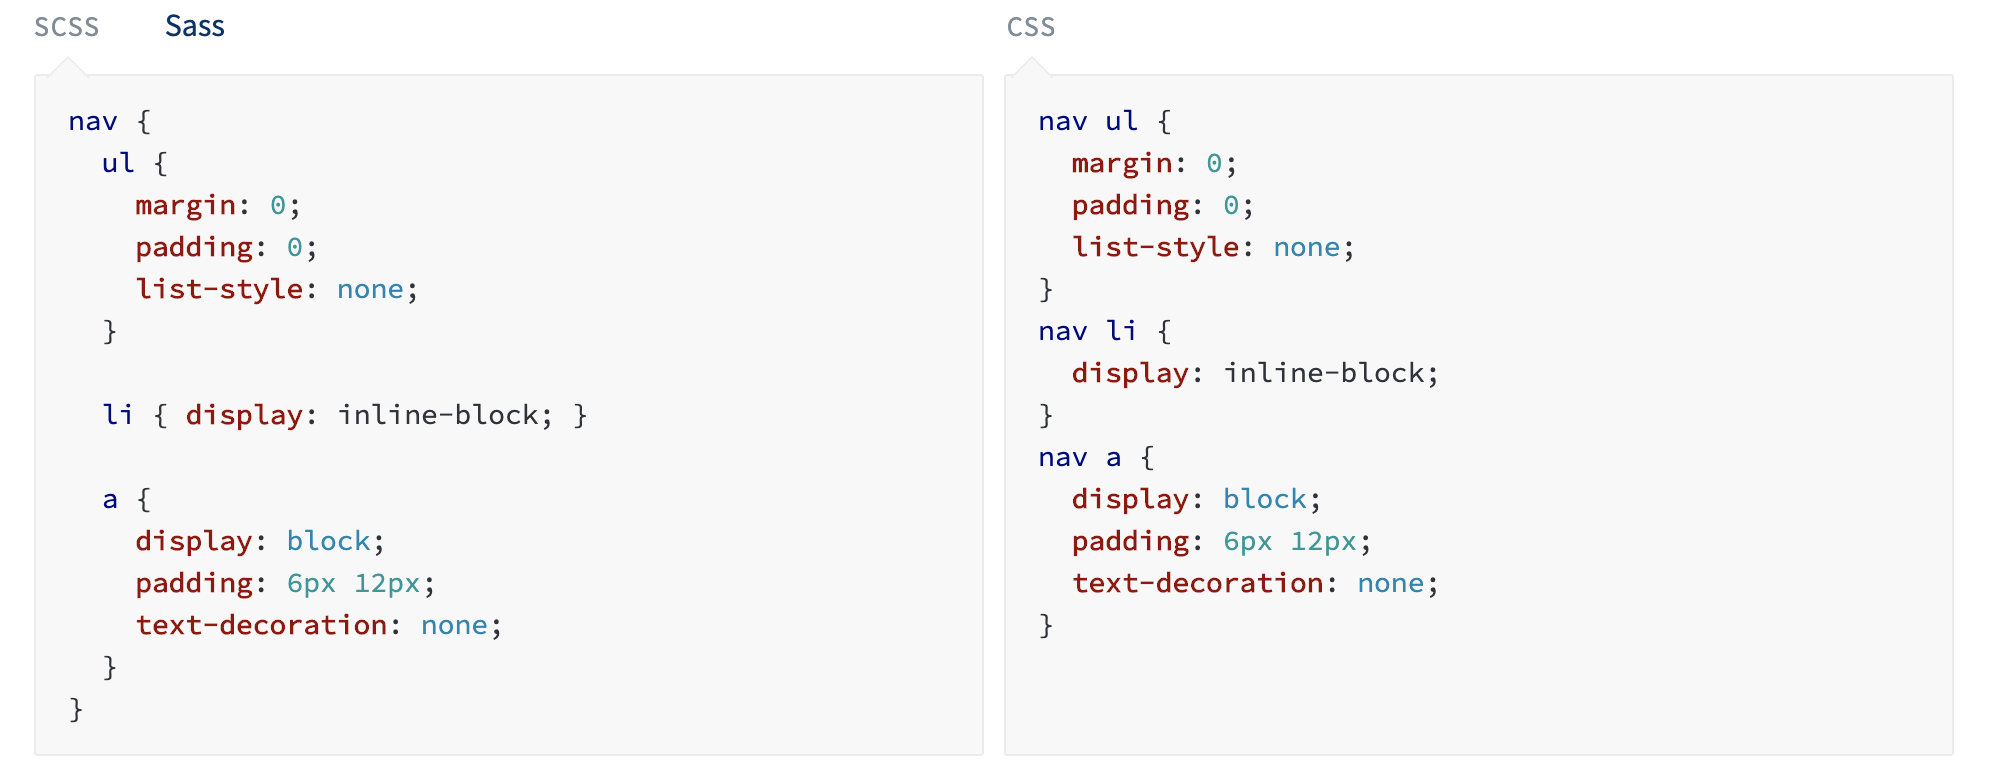 SCSS Sass
nav {
  ul {
    margin: 0;
    padding: 0;
    list-style: none;
  }

  li { display: inline-block; }

  a {
    display: block;
    padding: 6px 12px;
    text-decoration: none;
  }
}
CSS
nav ul {
  margin: 0;
  padding: 0;
  list-style: none;
}
nav li {
  display: inline-block;
}
nav a {
  display: block;
  padding: 6px 12px;
  text-decoration: none;
}